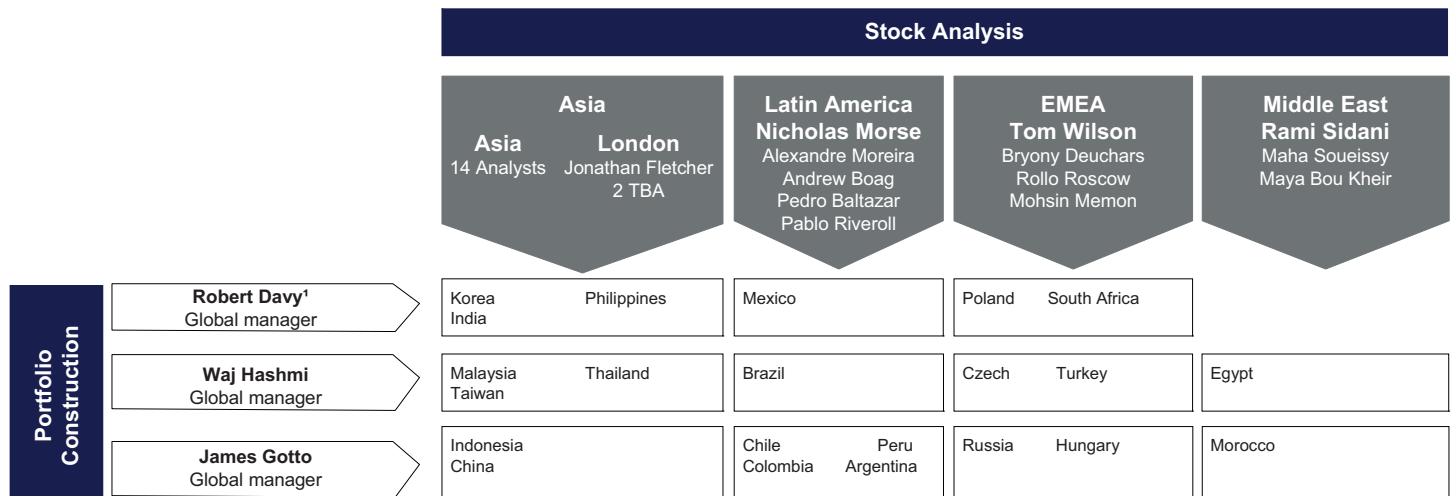 Stock Analysis
Asia
Asia London
14 Analysts Jonathan Fletcher
2 TBA
Latin America
Nicholas Morse
Alexandre Moreira
Andrew Boag
Pedro Baltazar
Pablo Riveroll
EMEA
Tom Wilson
Bryony Deuchars
Rollo Roscow
Mohsin Memon
Middle East
Rami Sidani
Maha Soueissy
Maya Bou Kheir
Portfolio
Construction
Robert Davy¹
Global manager
Korea Philippines
India
Mexico
Poland South Africa
Waj Hashmi
Global manager
Malaysia Thailand
Taiwan
Brazil
Czech Turkey
Egypt
James Gotto
Global manager
Indonesia
China
Chile Peru
Colombia Argentina
Russia Hungary
Morocco